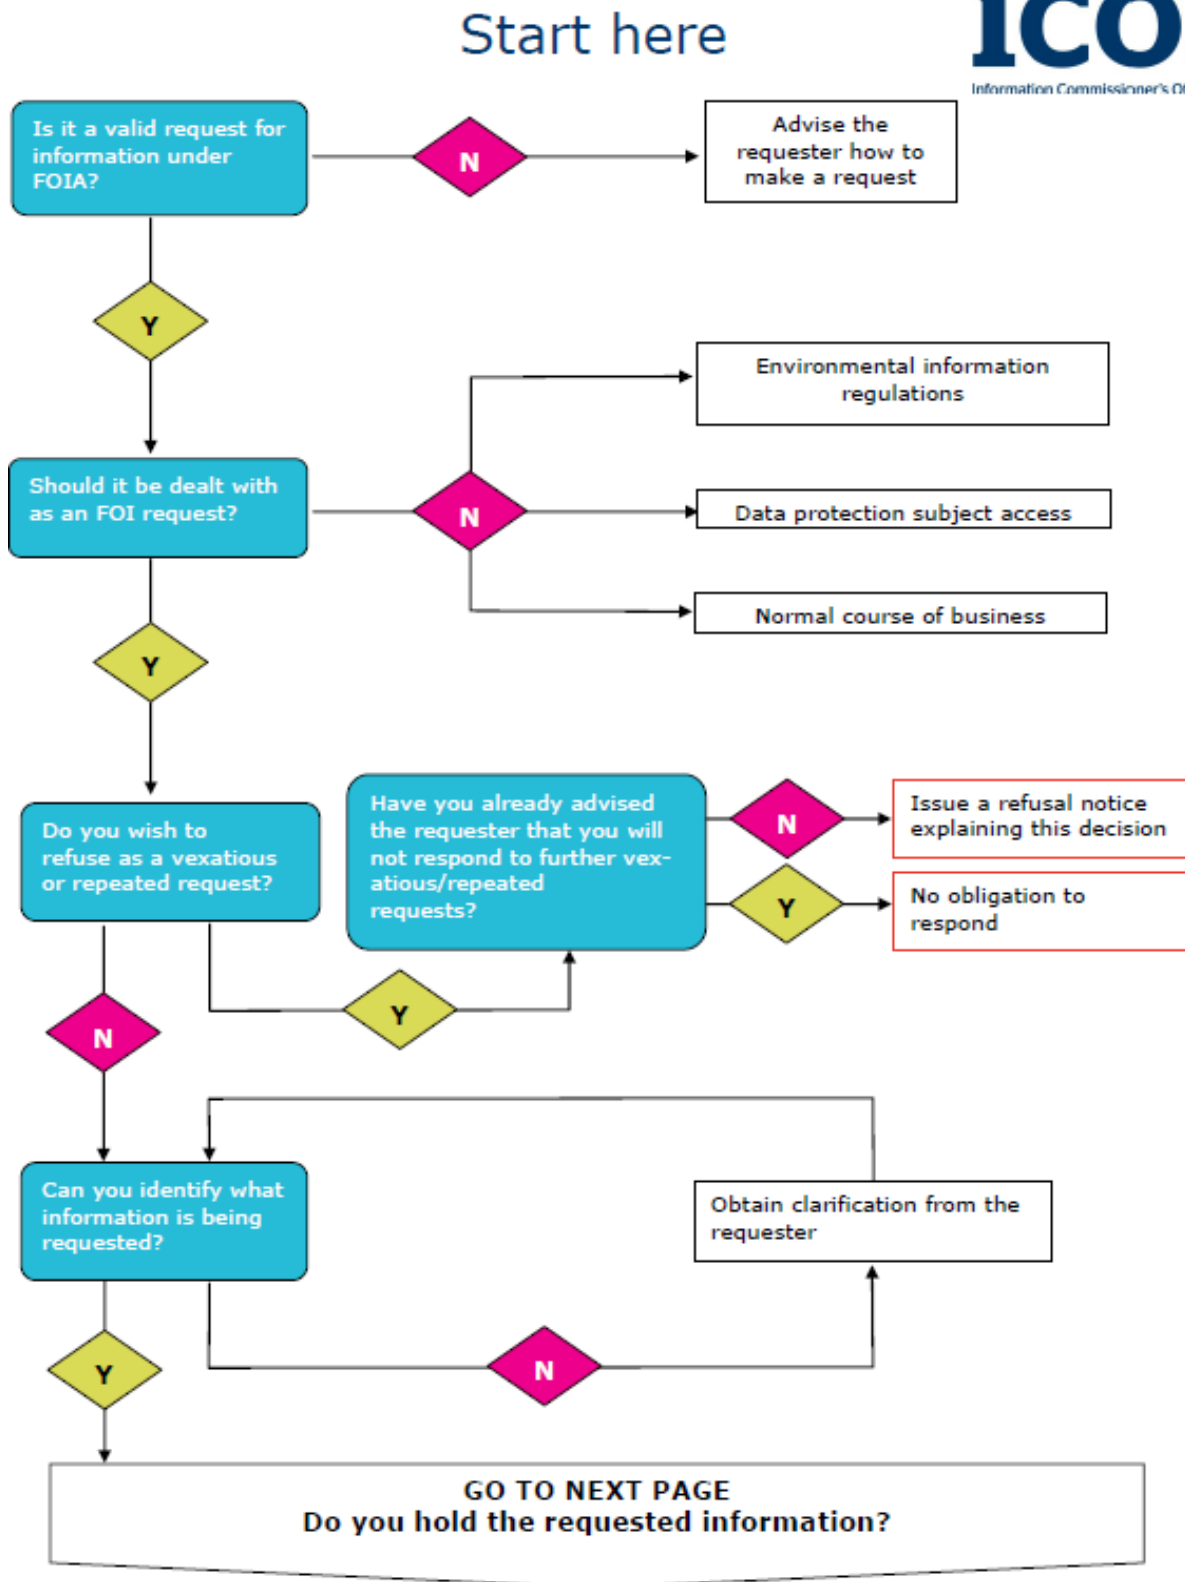 Start here
ico
Information Commissioner's
Is it a valid request for
information under
FOIA?
N
Advise the
requester how to
make a request
Y
Environmental information
regulations
Should it be dealt with
as an FOI request?
N
Data protection subject access
Normal course of business
Y
Do you wish to
refuse as a vexatious
or repeated request?
Have you already advised
the requester that you will
not respond to further vex-
atious/repeated
requests?
N
Issue a refusal notice
explaining this decision
Y
No obligation to
respond
Y
N
Can you identify what
information is being
requested?
Obtain clarification from the
requester
N
Y
GO TO NEXT PAGE
Do you hold the requested information?